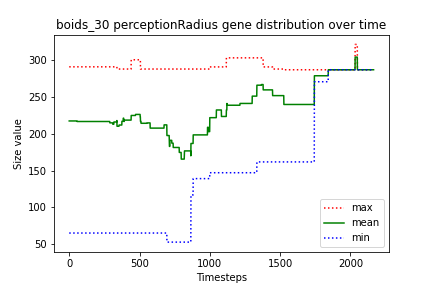 boids_30 perceptionRadius gene distribution over time
Size value
300
250
200
150
100
50
0
500
1000
1500
2000
Timesteps
max
mean
min